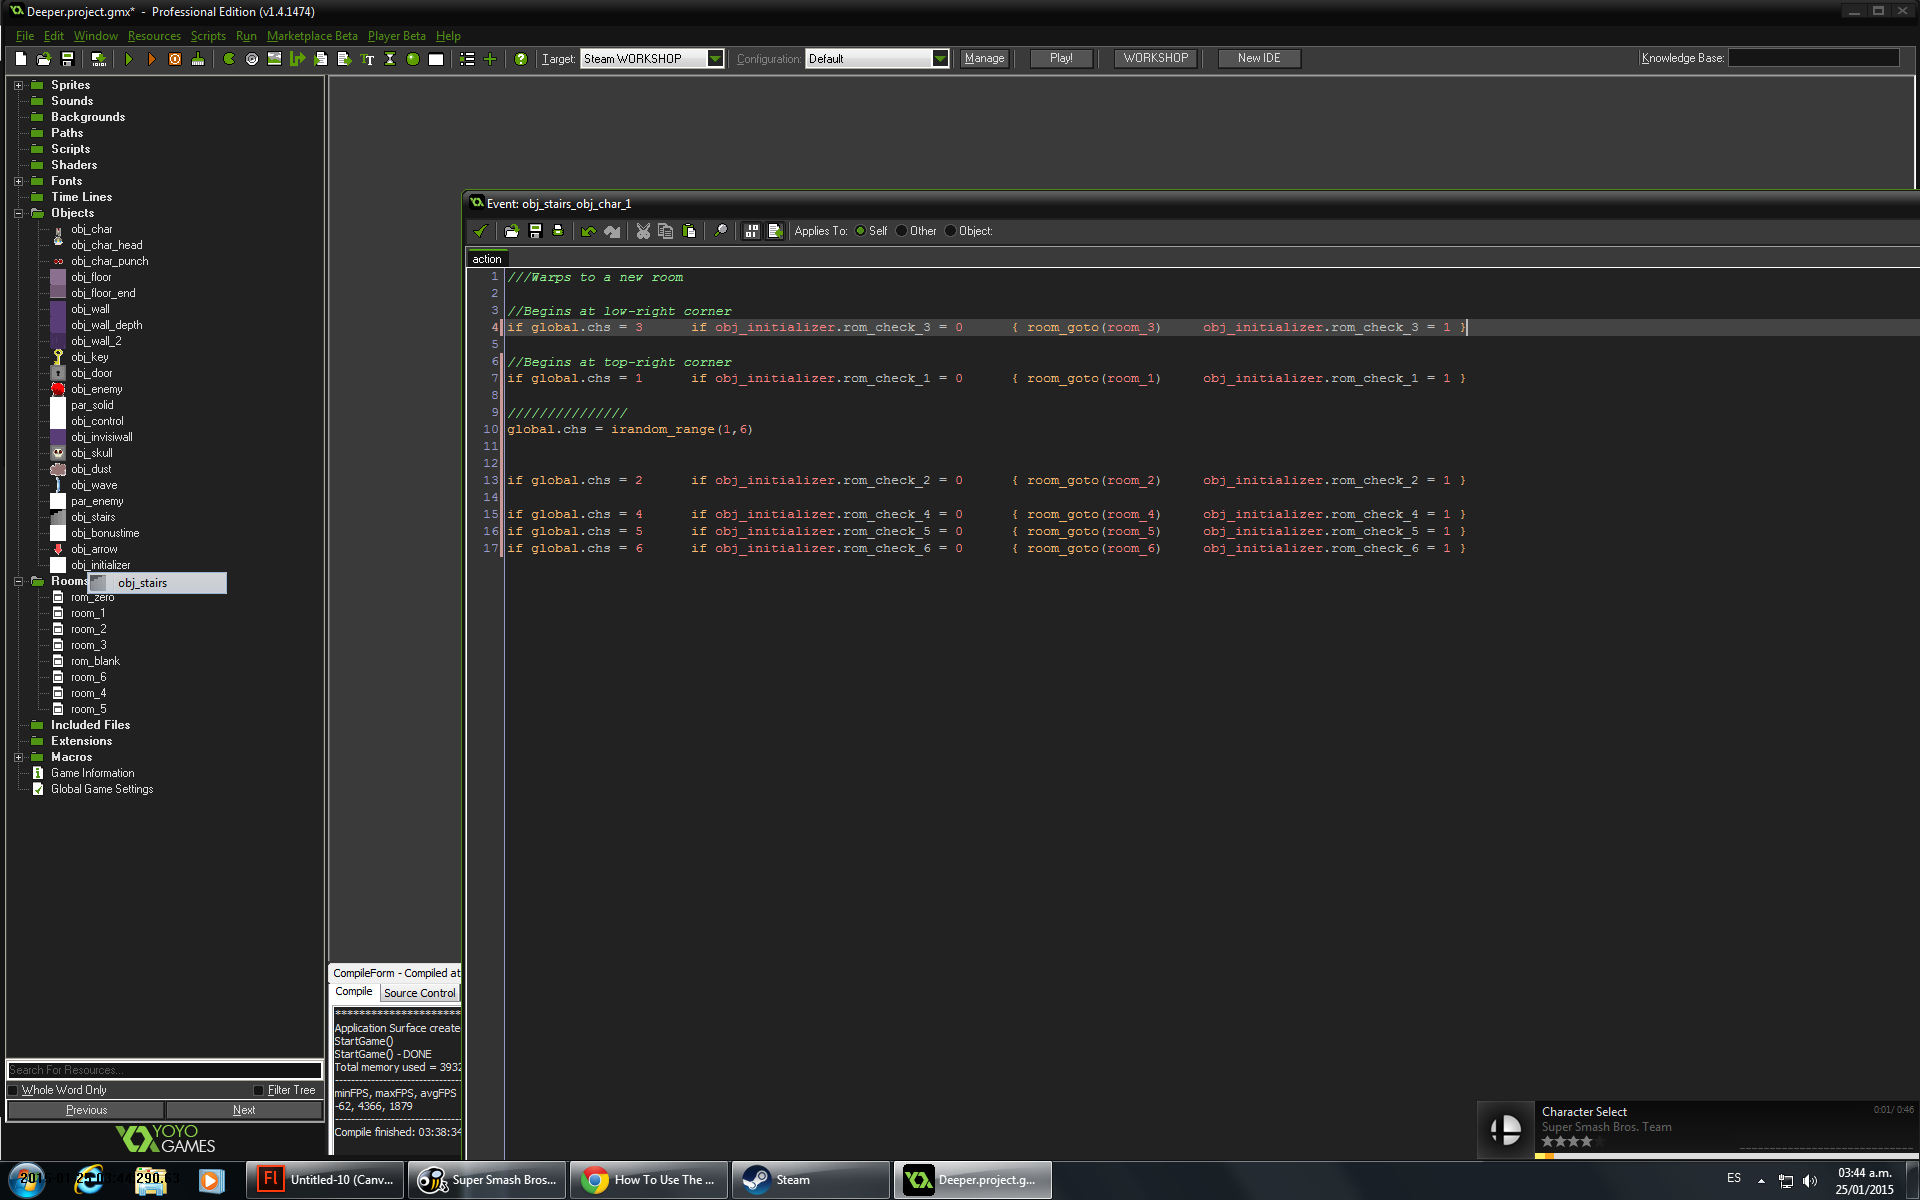 Deeper.project.gmx* - Professional Edition (v1.4.1474)
File Edit Window Resources Scripts Run Marketplace Beta Player Beta Help
Target: Steam WORKSHOP Configuration: Default Manage Play! WORKSHOP New IDE Knowledge Base:
Sprites
Sounds
Backgrounds
Paths
Scripts
Shaders
Fonts
Time Lines
Objects
obj_char
obj_char_head
obj_char_punch
obj_floor
obj_floor_end
obj_wall
obj_wall_depth
obj_wall_2
obj_key
obj_door
obj_enemy
par_solid
obj_control
obj_invisiwall
obj_skull
obj_dust
obj_wave
par_enemy
obj_stairs
obj_bonustime
obj_arrow
obj_initializer
Rooms
obj_stairs
rom_zero
room_1
room_2
room_3
rom_blank
room_6
room_4
room_5
Included Files
Extensions
Macros
Game Information
Global Game Settings
Search For Resources...
Whole Word Only Filter Tree
Previous Next
YOYO
GAMES
Event: obj_stairs_obj_char_1
Applies To: Self Other Object:
action
1 ///Warps to a new room
2
3 //Begins at low-right corner
4 if global.chs = 3 if obj_initializer.rom_check_3 = 0 { room_goto(room_3) obj_initializer.rom_check_3 = 1 }
5
6 //Begins at top-right corner
7 if global.chs = 1 if obj_initializer.rom_check_1 = 0 { room_goto(room_1) obj_initializer.rom_check_1 = 1 }
8
9 ///////////////
10 global.chs = irandom_range(1,6)
11
12
13 if global.chs = 2 if obj_initializer.rom_check_2 = 0 { room_goto(room_2) obj_initializer.rom_check_2 = 1 }
14
15 if global.chs = 4 if obj_initializer.rom_check_4 = 0 { room_goto(room_4) obj_initializer.rom_check_4 = 1 }
16 if global.chs = 5 if obj_initializer.rom_check_5 = 0 { room_goto(room_5) obj_initializer.rom_check_5 = 1 }
17 if global.chs = 6 if obj_initializer.rom_check_6 = 0 { room_goto(room_6) obj_initializer.rom_check_6 = 1 }
CompileForm - Compiled at
Compile Source Control
Application Surface create
StartGame()
StartGame() - DONE
Total memory used = 3932
minFPS, maxFPS, avgFPS
-62, 4366, 1879
Compile finished: 03:38:34
Character Select 0:01/ 0:46
Super Smash Bros. Team
Untitled-10 (Canv... Super Smash Bros... How To Use The ... Steam Deeper.project.g...
ES 03:44 a.m.
25/01/2015